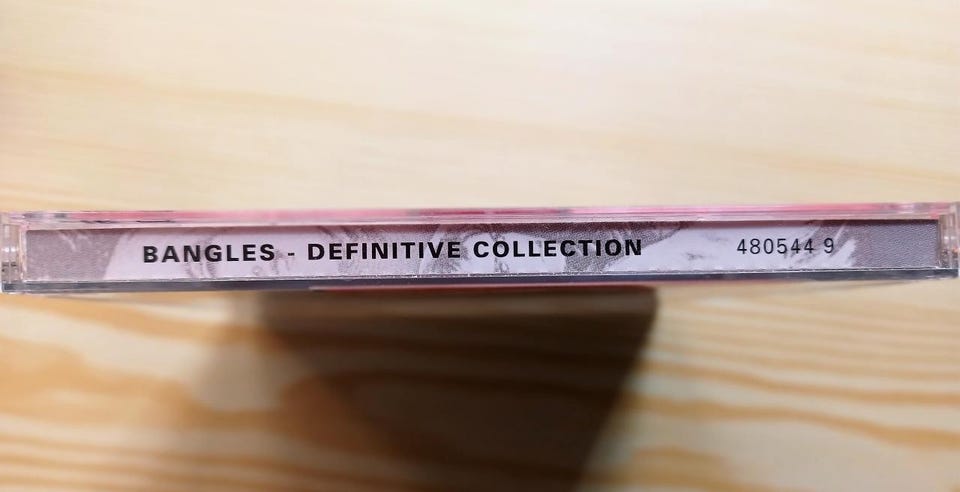 BANGLES - DEFINITIVE COLLECTION 480544 9